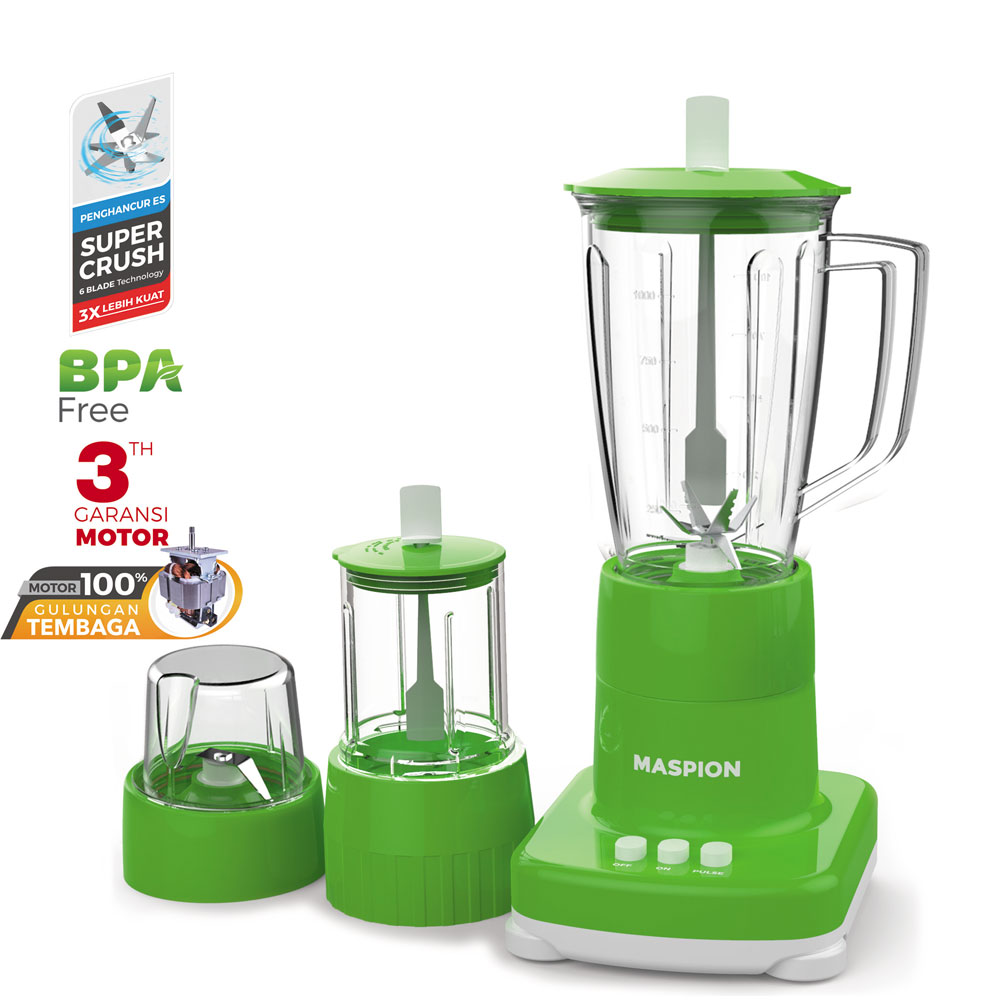 PENGHANCUR ES
SUPER
CRUSH
6 BLADE Technology
3X LEBIH KUAT
BPA
Free
3TH
GARANSI
MOTOR
MOTOR 100%
GULUNGAN
TEMBAGA
1000
750
500
MASPION
OFF ON PULSE